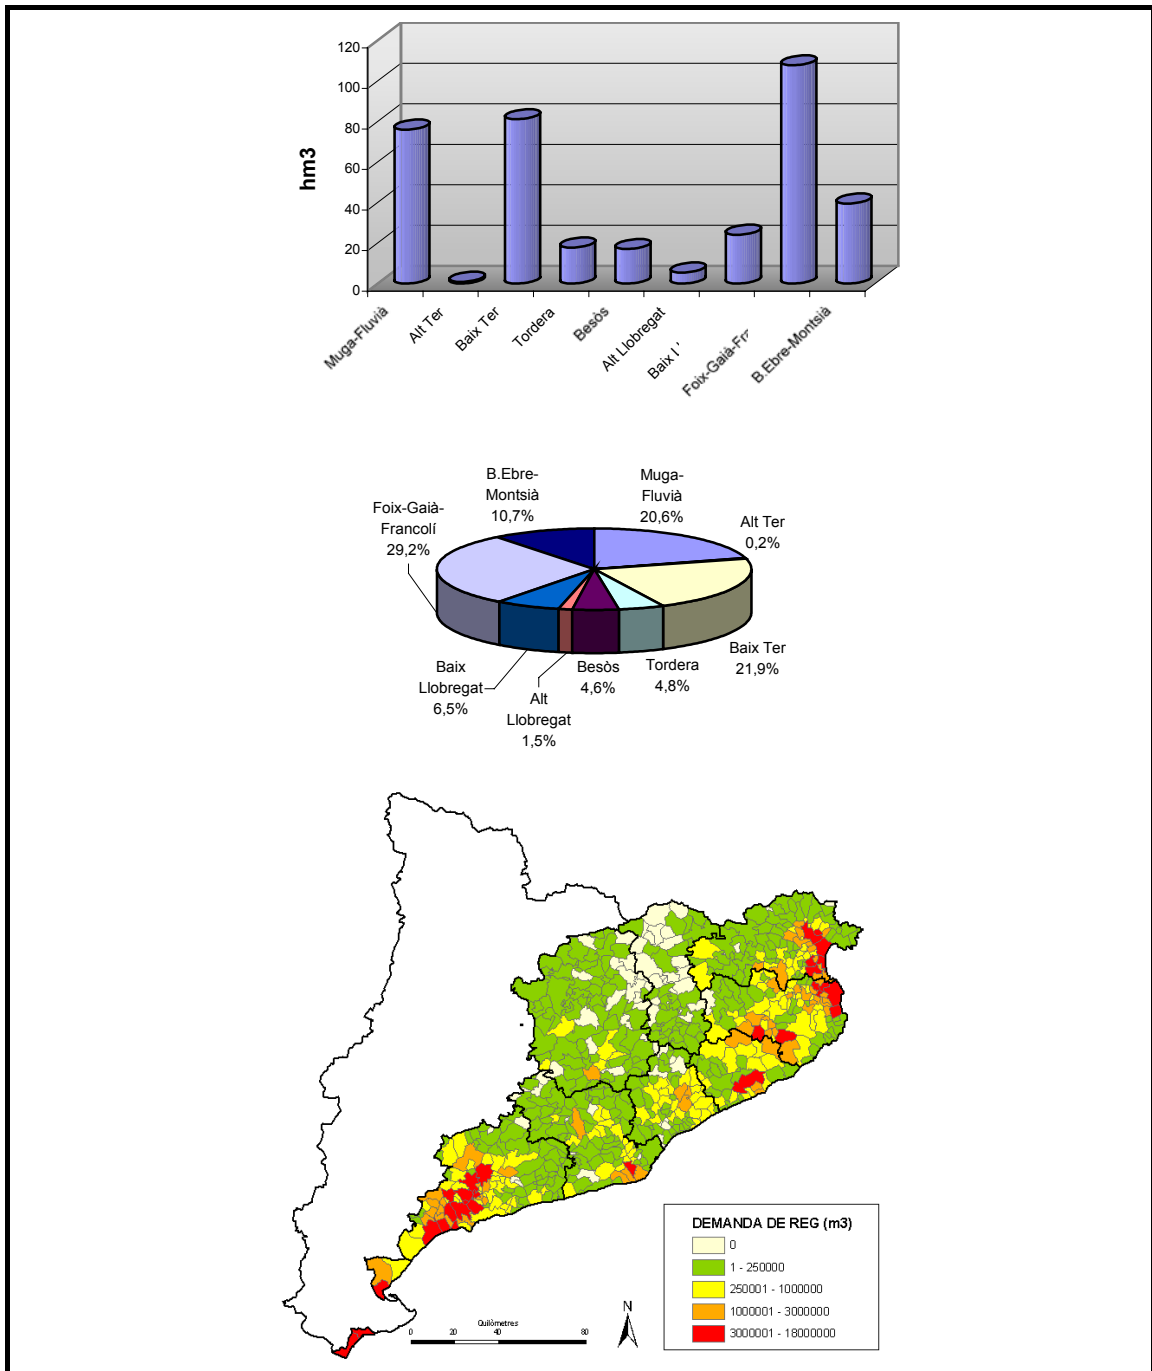 120
100
80
60
40
20
0
hm3
Muga-Fluvià
Alt Ter
Baix Ter
Tordera
Besòs
Alt Llobregat
Baix
Foix-Gaià-Fra
B.Ebre-Montsià
B.Ebre-
Montsià
10,7%
Muga-
Fluvià
20,6%
Foix-Gaià-
Francolí
29,2%
Alt Ter
0,2%
Baix Ter
21,9%
Tordera
4,8%
Besòs
4,6%
Alt
Llobregat
1,5%
Baix
Llobregat
6,5%
DEMANDA DE REG (m3)
0
1 - 250000
250001 - 1000000
1000001 - 3000000
3000001 - 18000000
N
Quilòmetres
0 20 40 80